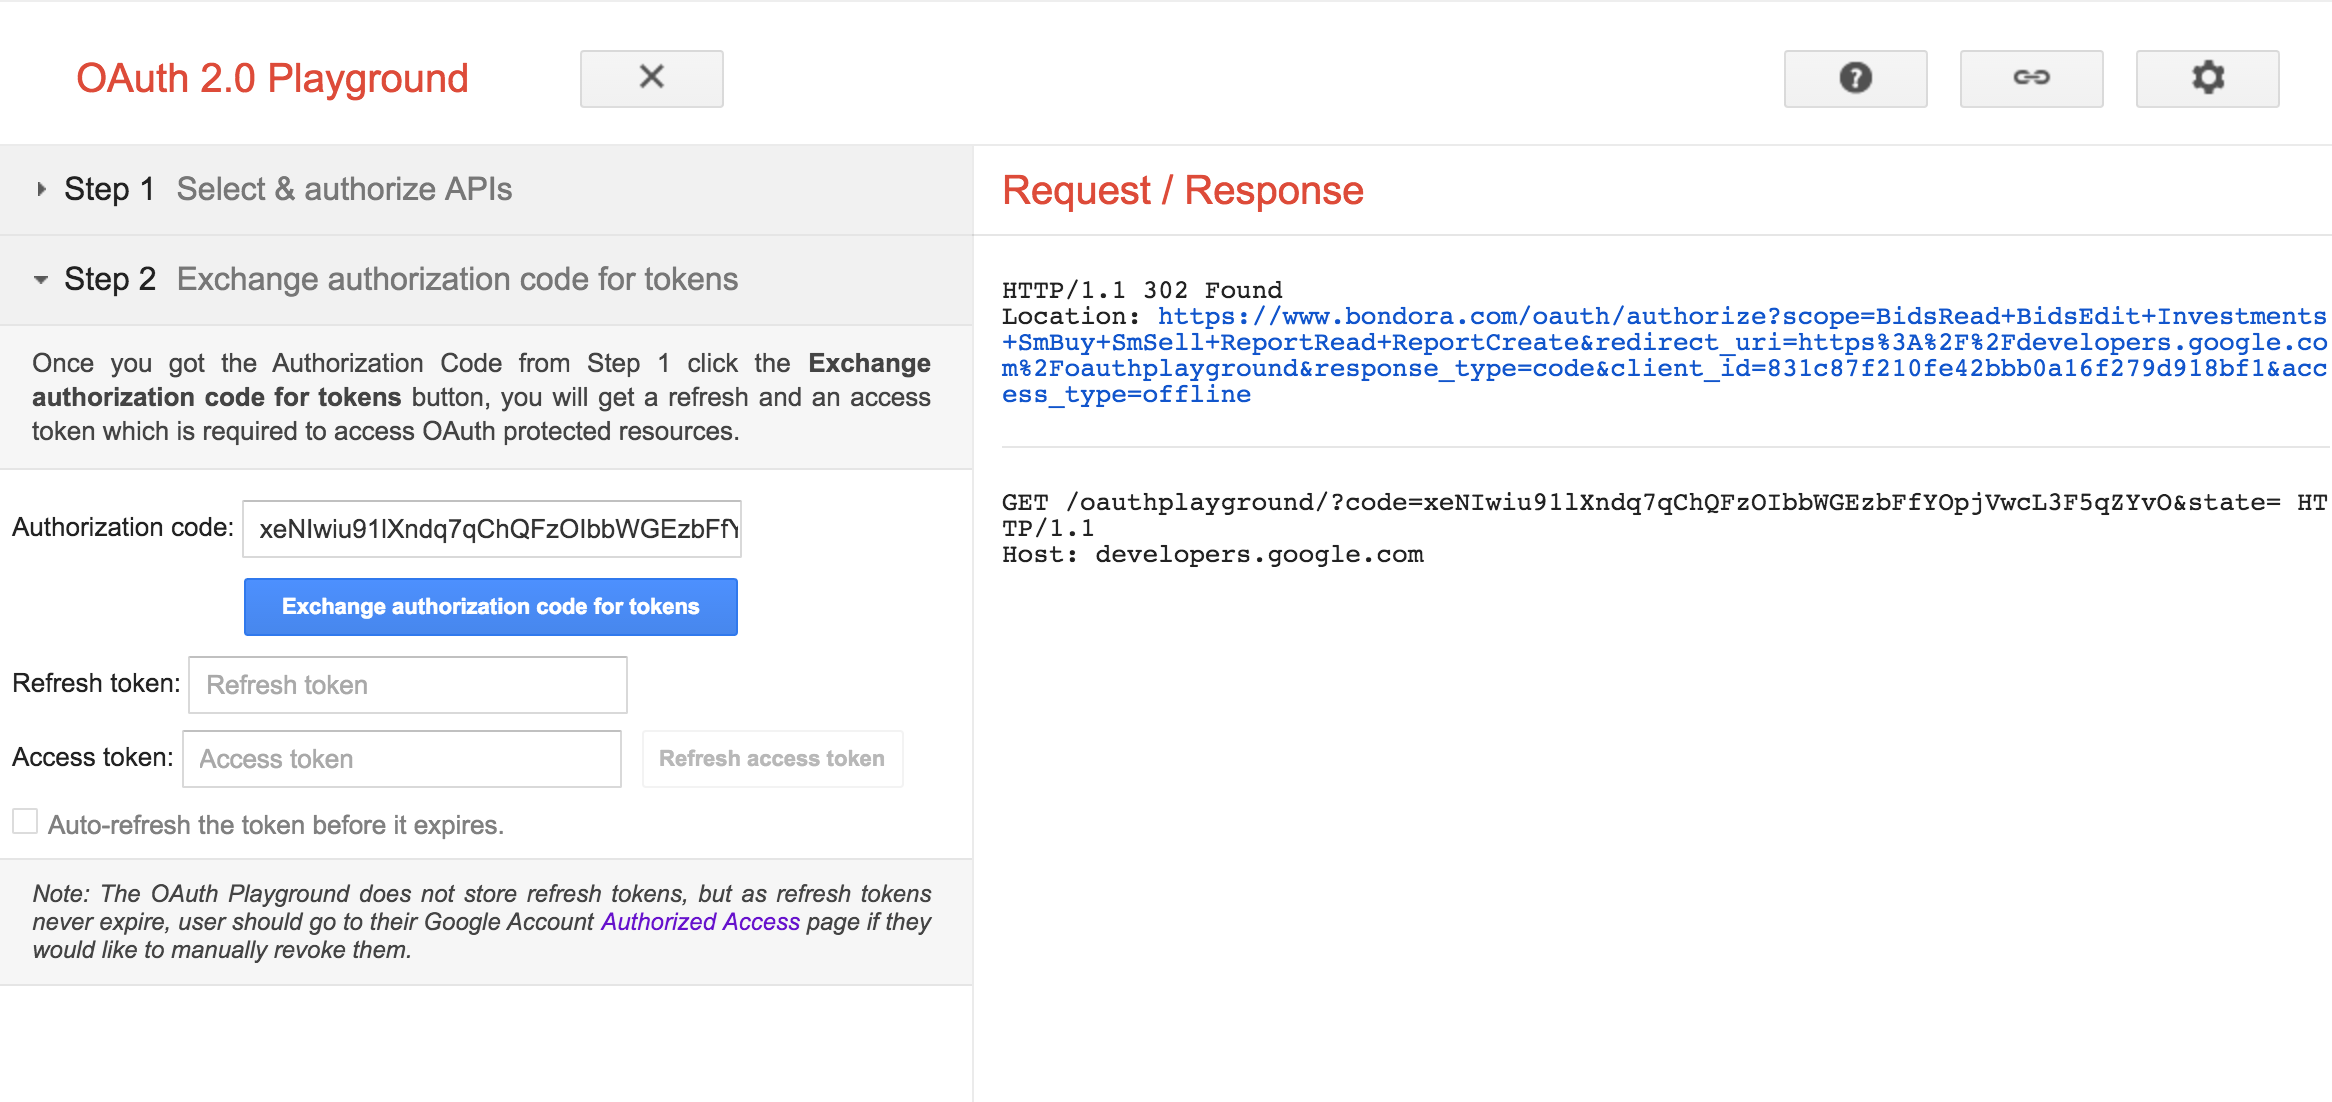 OAuth 2.0 Playground
Step 1 Select & authorize APIs
Step 2 Exchange authorization code for tokens
Once you got the Authorization Code from Step 1 click the Exchange
authorization code for tokens button, you will get a refresh and an access
token which is required to access OAuth protected resources.
Authorization code: xeNIwiu91lXndq7qChQFzOIbbWGEzbFfY
Exchange authorization code for tokens
Refresh token: Refresh token
Access token: Access token Refresh access token
Auto-refresh the token before it expires.
Note: The OAuth Playground does not store refresh tokens, but as refresh tokens
never expire, user should go to their Google Account Authorized Access page if they
would like to manually revoke them.
Request / Response
HTTP/1.1 302 Found
Location: https://www.bondora.com/oauth/authorize?scope=BidsRead+BidsEdit+Investments
+SmBuy+SmSell+ReportRead+ReportCreate&redirect_uri=https%3A%2F%2Fdevelopers.google.co
m%2Foauthplayground&response_type=code&client_id=831c87f210fe42bbb0a16f279d918bf1&acc
ess_type=offline
GET /oauthplayground/?code=xeNIwiu91lXndq7qChQFzOIbbWGEzbFfYOpjVwcL3F5qZYvO&state= HT
TP/1.1
Host: developers.google.com